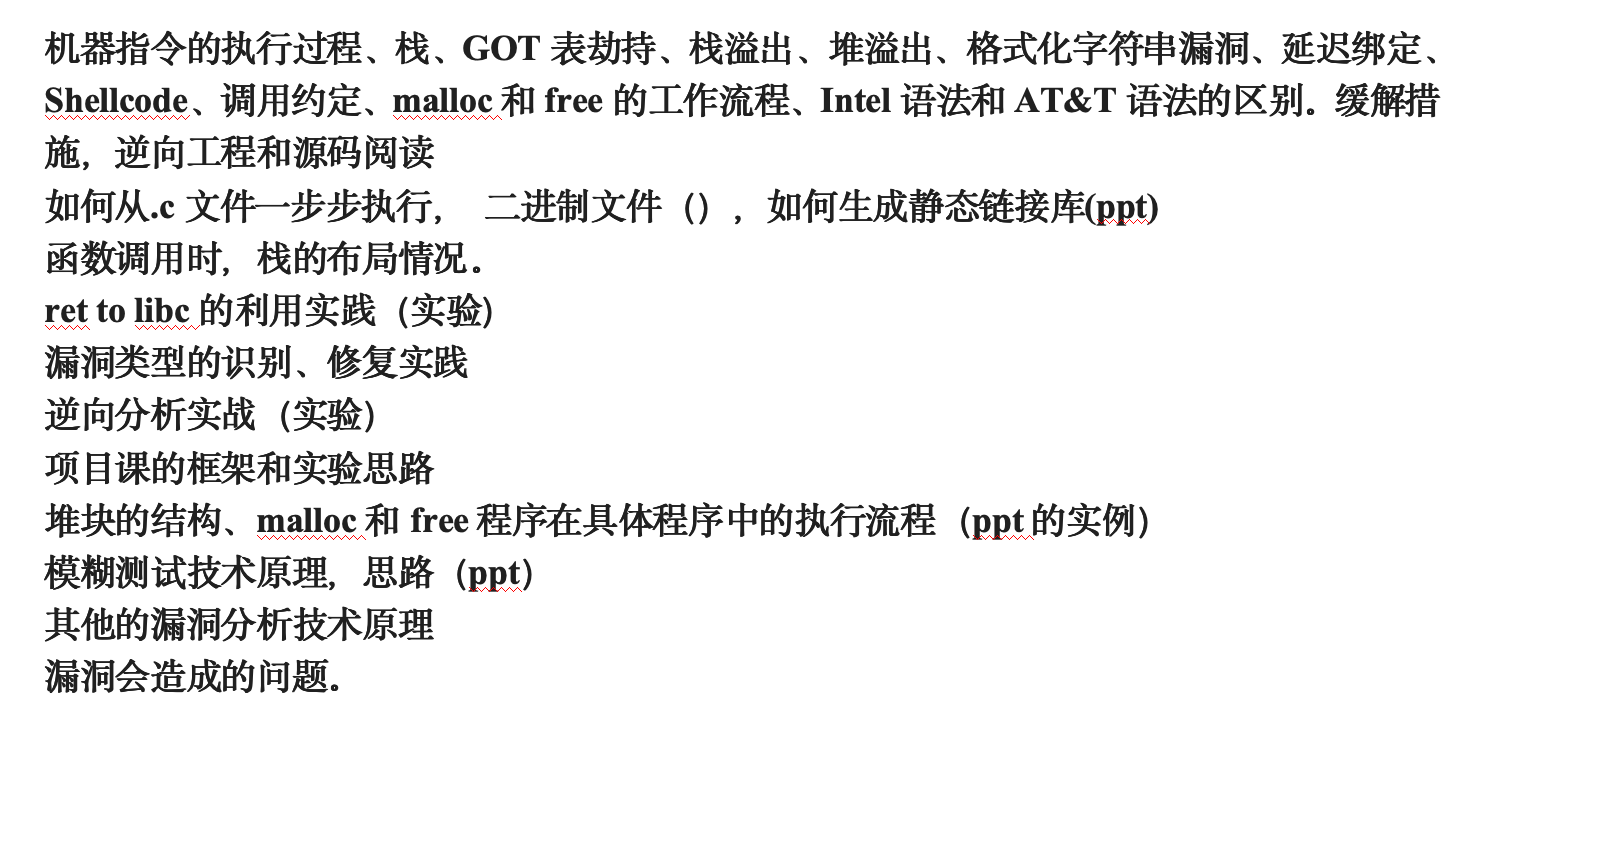 机器指令的执行过程、栈、GOT 表劫持、栈溢出、堆溢出、格式化字符串漏洞、延迟绑定、
Shellcode、调用约定、malloc 和 free 的工作流程、Intel 语法和 AT&T 语法的区别。缓解措
施，逆向工程和源码阅读
如何从.c 文件一步步执行， 二进制文件（），如何生成静态链接库(ppt)
函数调用时，栈的布局情况。
ret to libc 的利用实践（实验）
漏洞类型的识别、修复实践
逆向分析实战（实验）
项目课的框架和实验思路
堆块的结构、malloc 和 free 程序在具体程序中的执行流程（ppt 的实例）
模糊测试技术原理，思路（ppt）
其他的漏洞分析技术原理
漏洞会造成的问题。